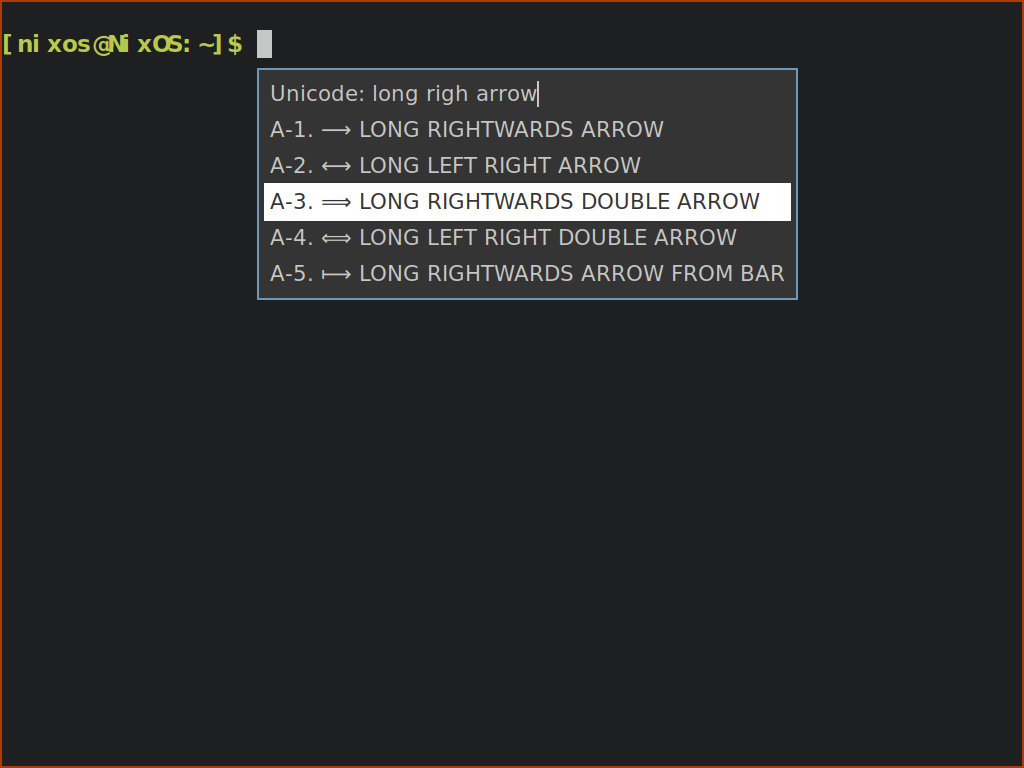 [nixos@NixOS:~]$
Unicode: long righ arrow
A-1. ⟶ LONG RIGHTWARDS ARROW
A-2. ⟷ LONG LEFT RIGHT ARROW
A-3. ⟹ LONG RIGHTWARDS DOUBLE ARROW
A-4. ⟺ LONG LEFT RIGHT DOUBLE ARROW
A-5. ⟼ LONG RIGHTWARDS ARROW FROM BAR